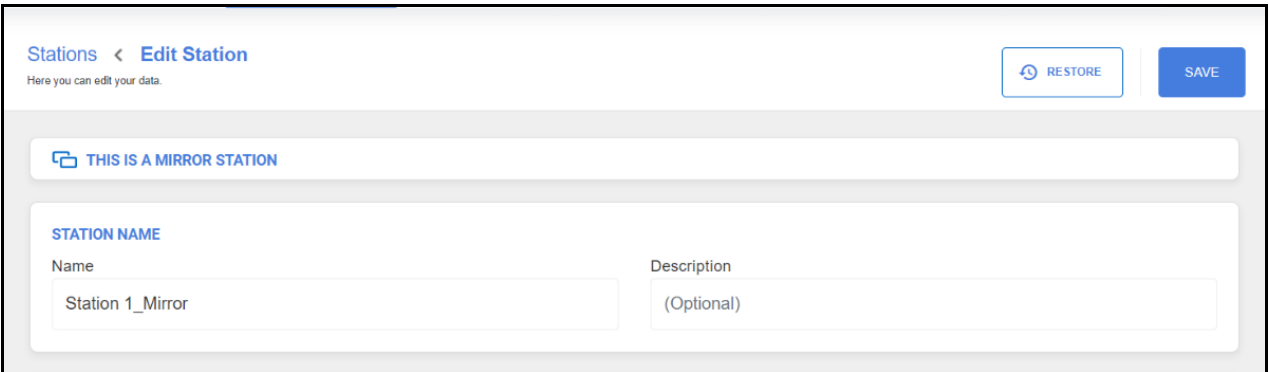 Stations < Edit Station
Here you can edit your data.
RESTORE
SAVE
THIS IS A MIRROR STATION
STATION NAME
Name
Description
Station 1_Mirror
(Optional)